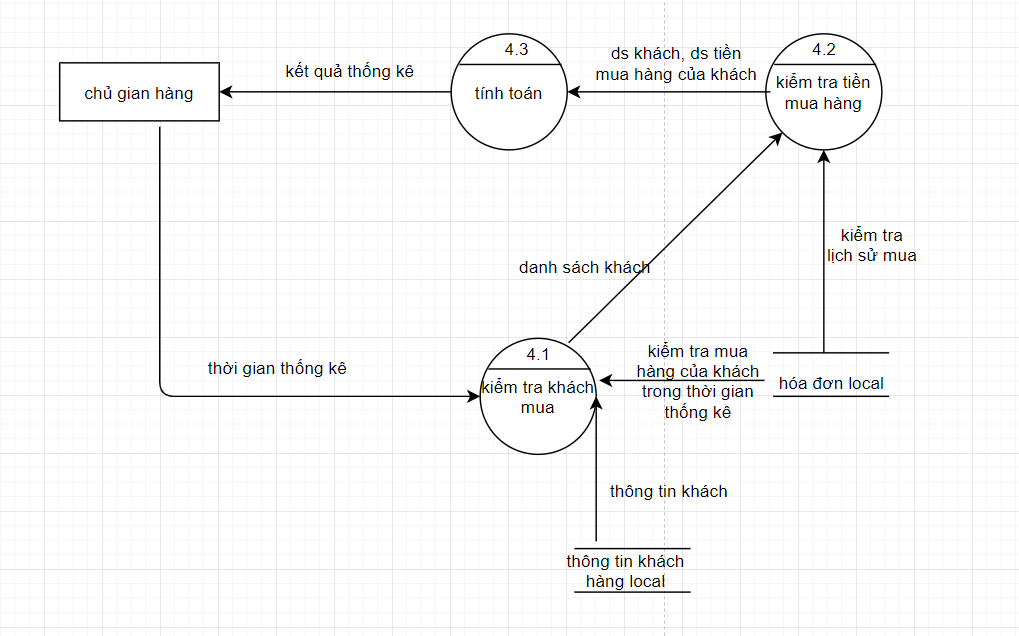 4.3
4.2
ds khách, ds tiền
mua hàng của khách
kết quả thống kê
chủ gian hàng
tính toán
kiểm tra tiền
mua hàng
kiểm tra
lịch sử mua
danh sách khách
4.1
kiểm tra mua
hàng của khách
trong thời gian
thống kê
thời gian thống kê
kiểm tra khách
mua
hóa đơn local
thông tin khách
thông tin khách
hàng local